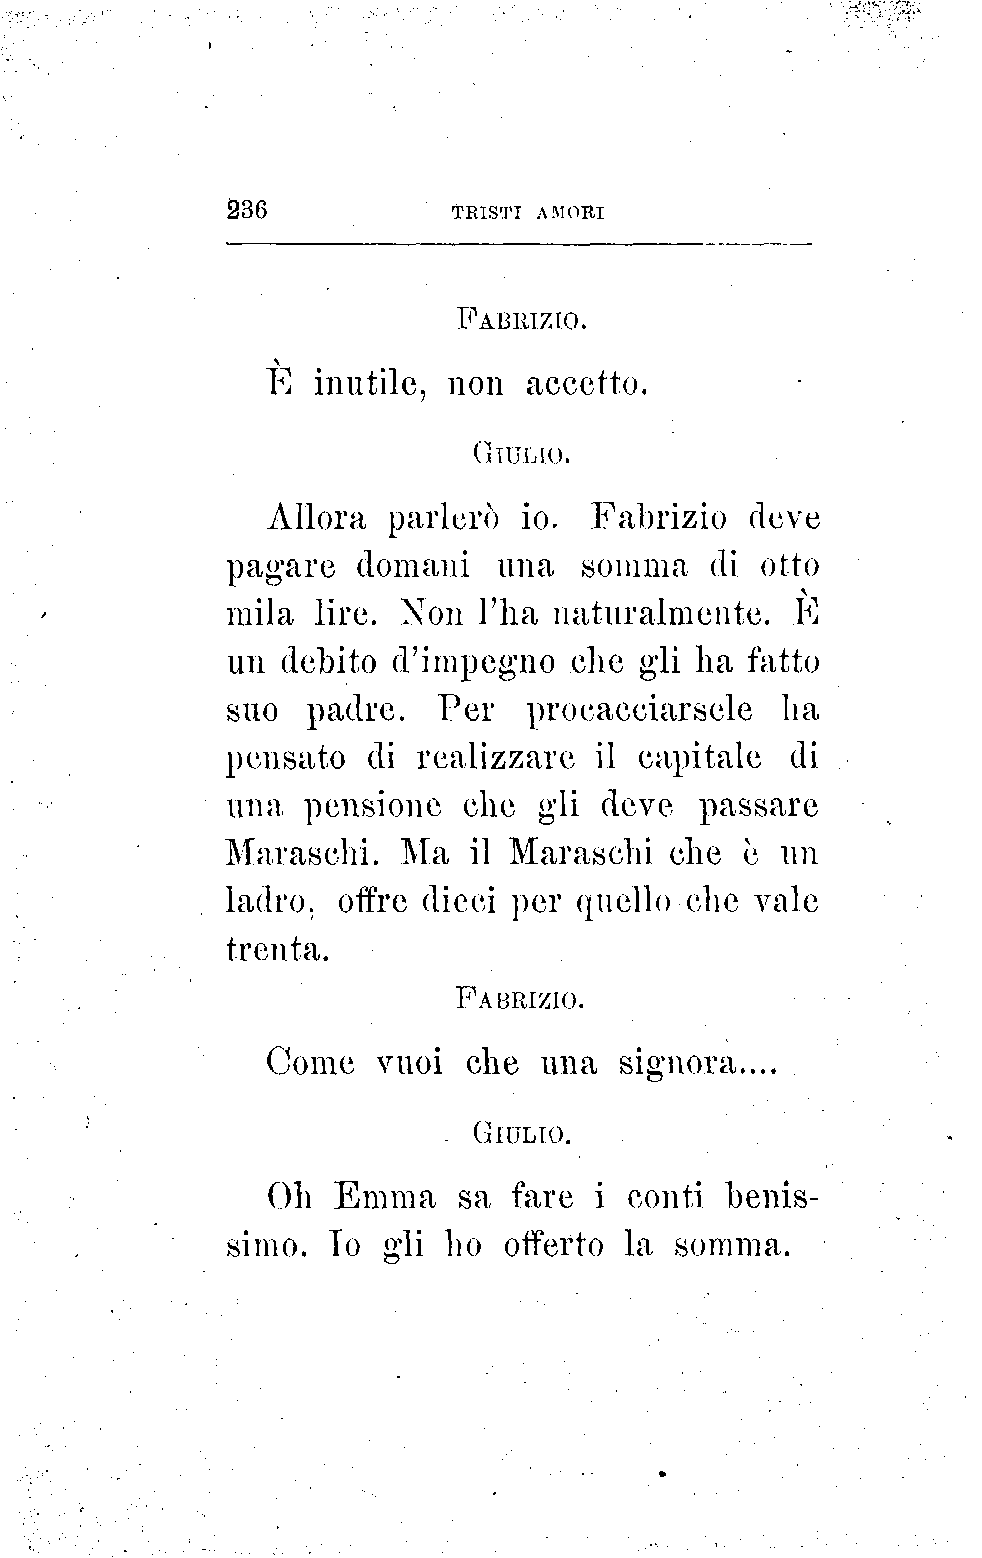 236 TRISTI AMORI
FABRIZIO.
È inutile, non accetto.
GIULIO.
Allora parlerò io. Fabrizio deve
pagare domani una somma di otto
mila lire. Non l'ha naturalmente. È
un debito d'impegno che gli ha fatto
suo padre. Per procacciarsele ha
pensato di realizzare il capitale di
una pensione che gli deve passare
Maraschi. Ma il Maraschi che è un
ladro, offre dieci per quello che vale
trenta.
FABRIZIO.
Come vuoi che una signora....
GIULIO.
Oh Emma sa fare i conti benis-
simo. Io gli ho offerto la somma.